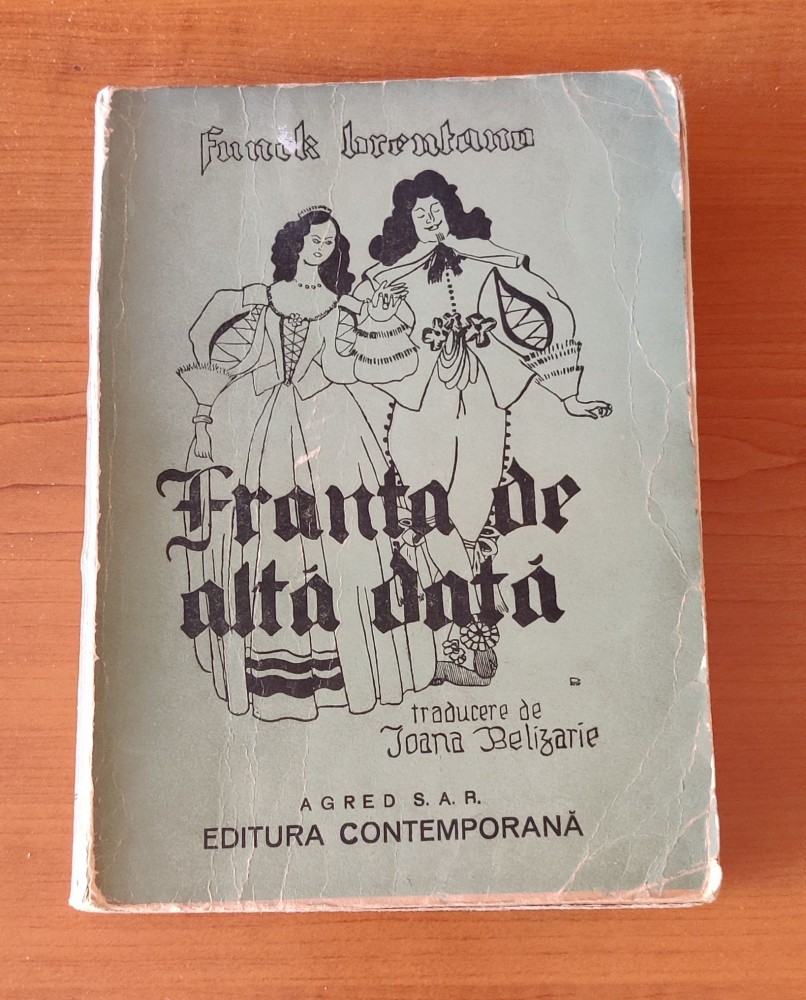 funck brentano
Franta de
altă dată
traducere de
Ioana Belizarie
AGRED S.A.R.
EDITURA CONTEMPORANĂ